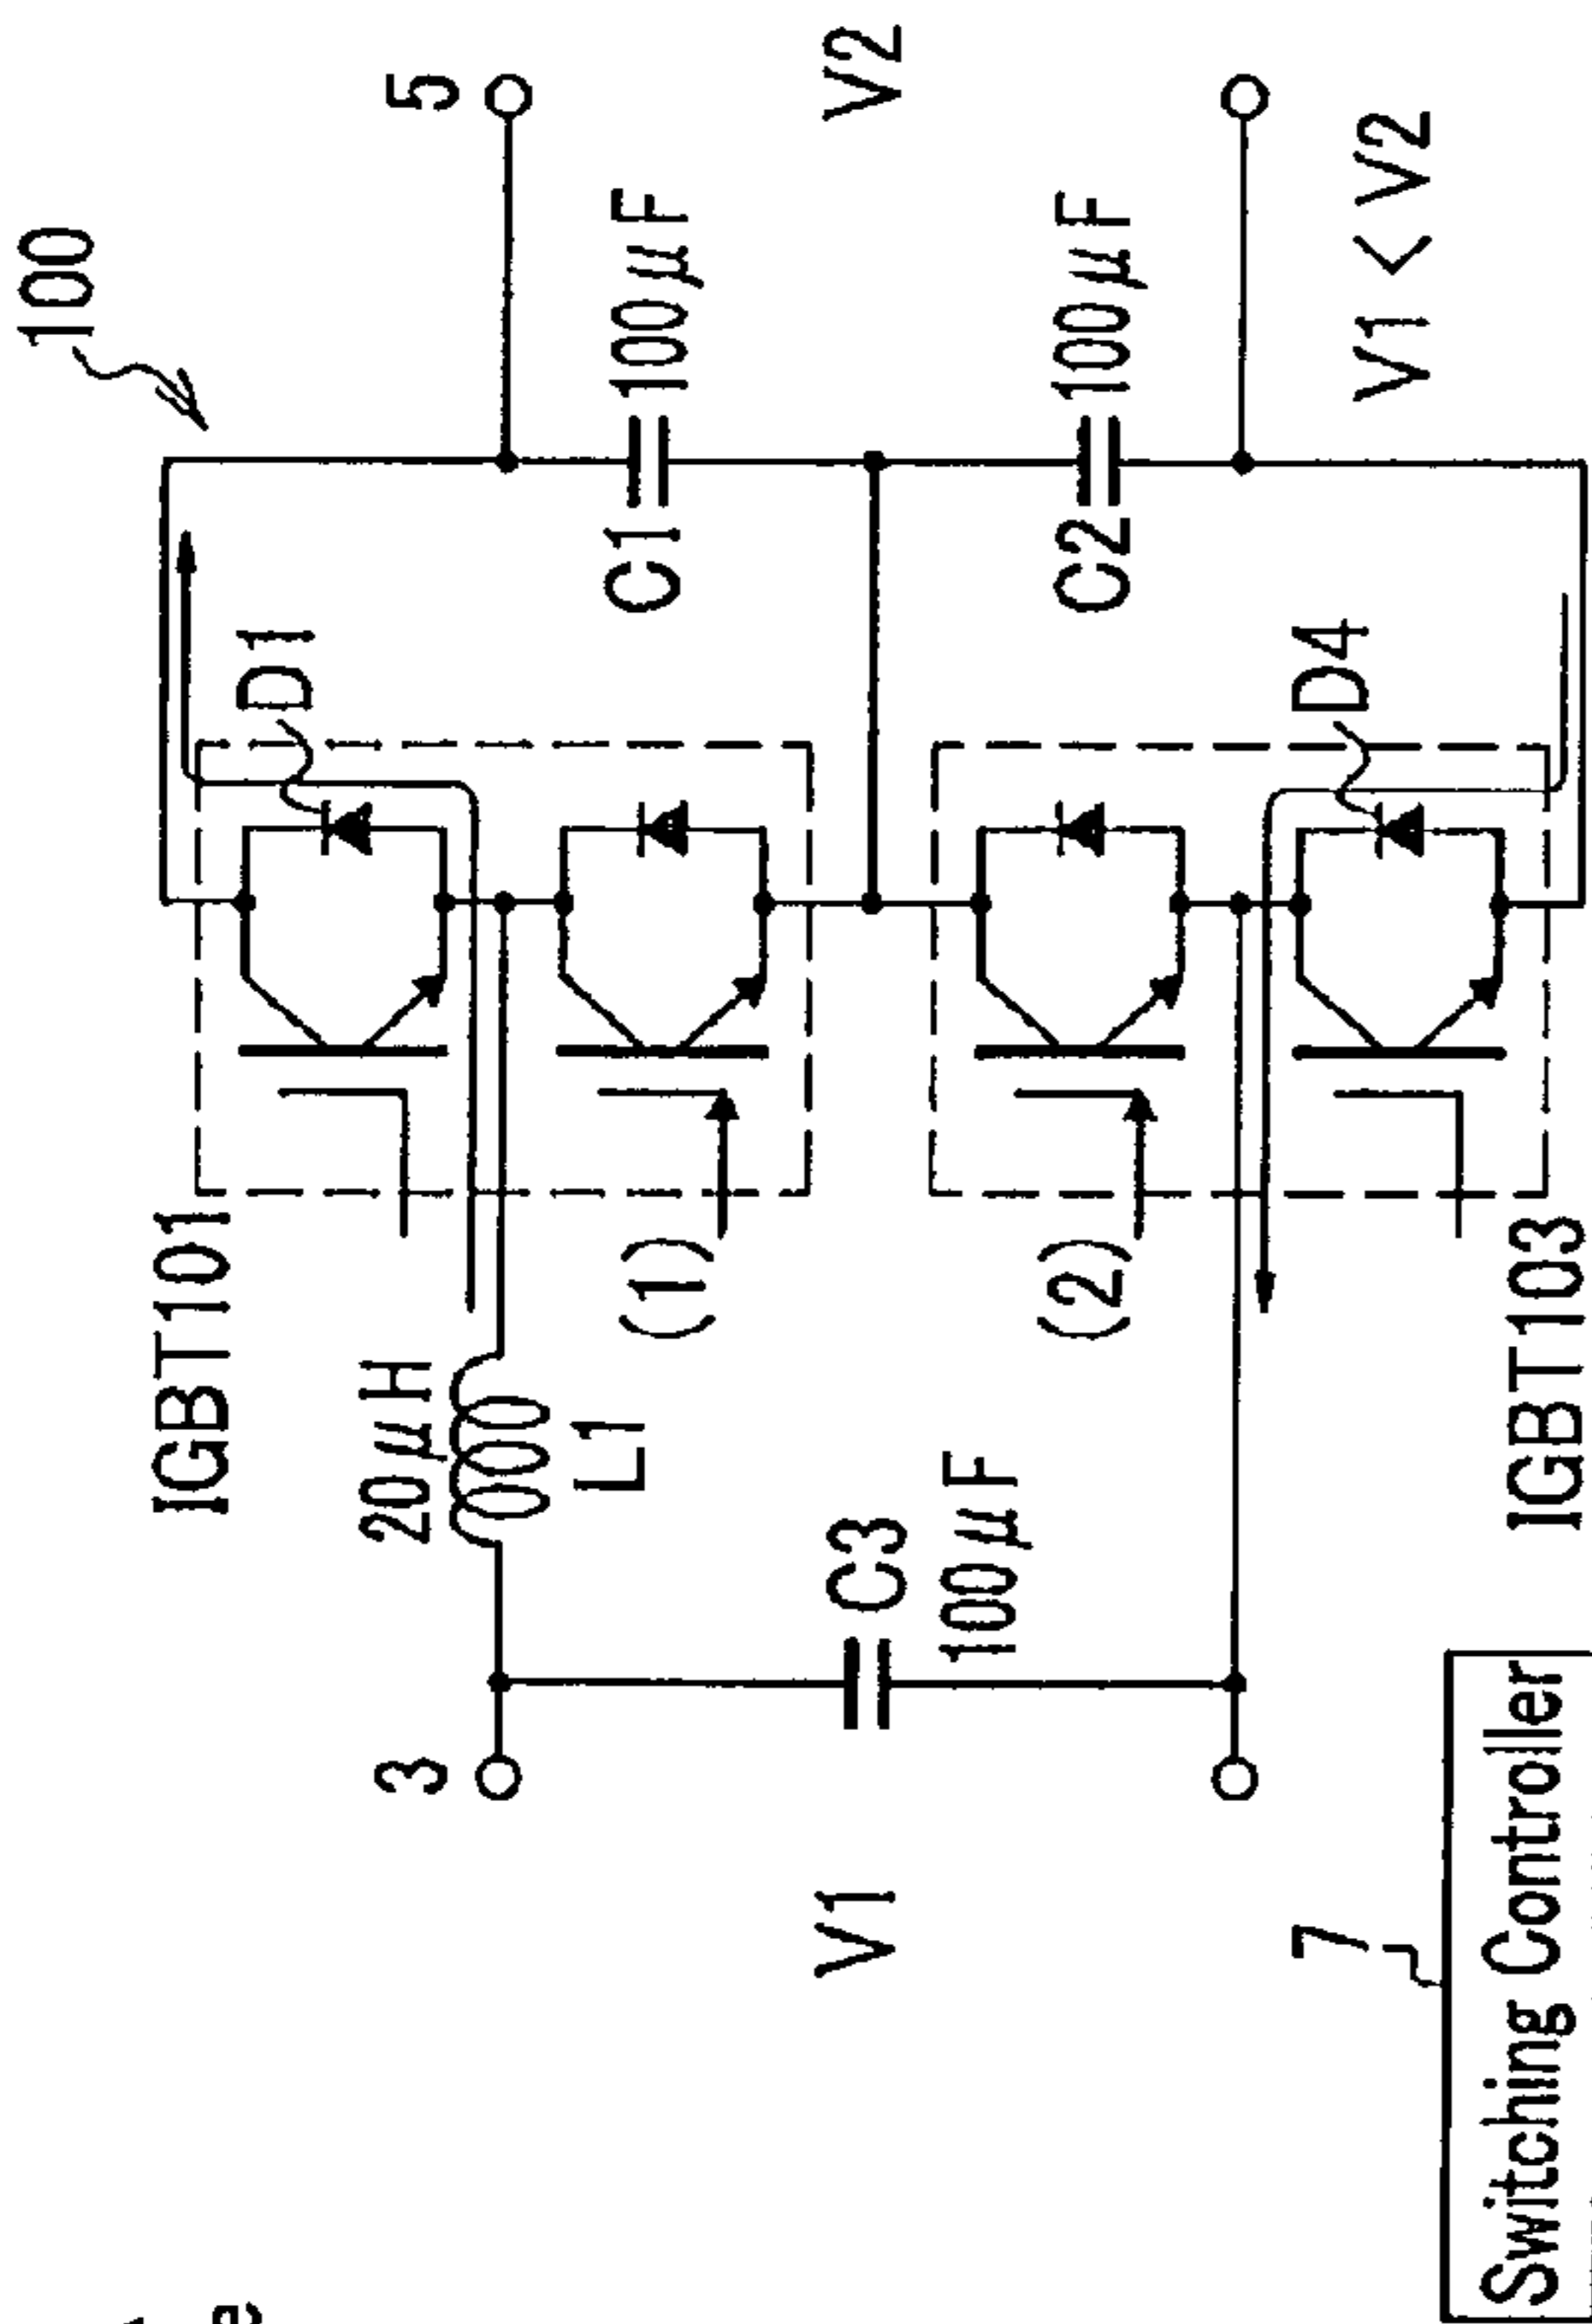 100
5
IGBT101
D1
20μH
L1
3
C1
100μF
(1)
V1
C3
100μF
V2
(2)
C2
100μF
D4
7
V1 < V2
IGBT103
Switching Controller